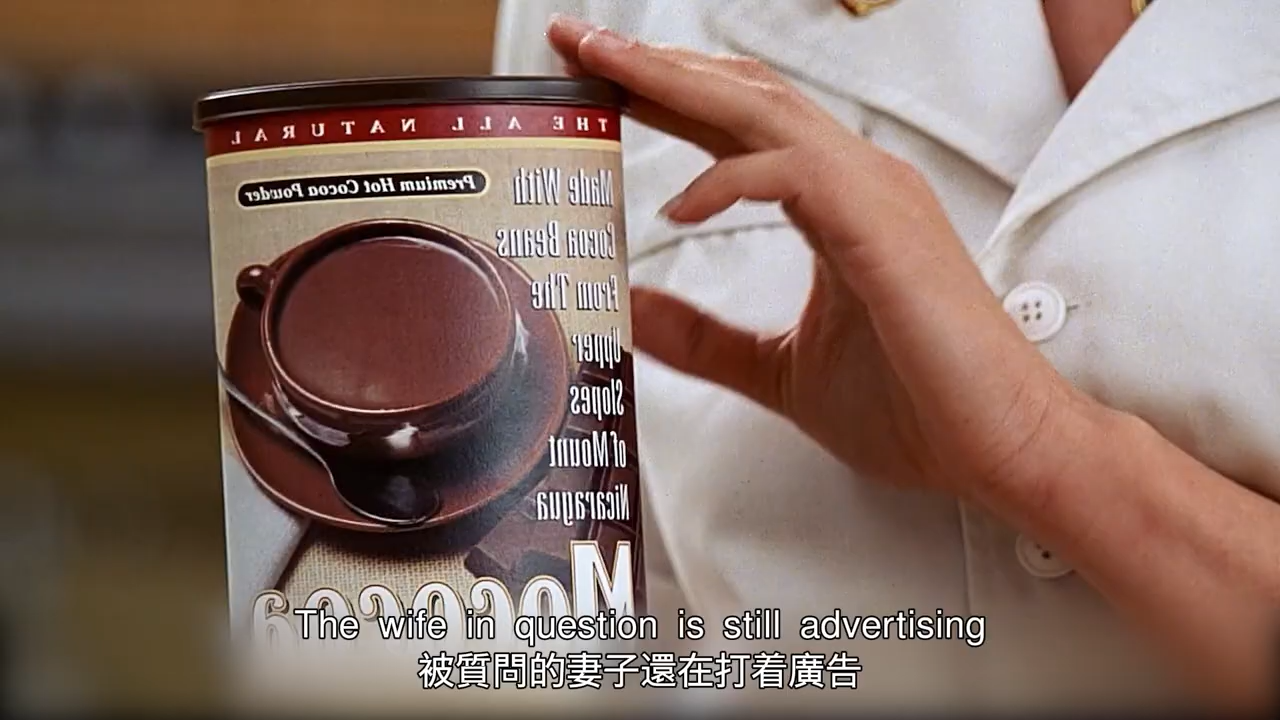 THE ALL NATURAL
Premium Hot Cocoa Powder
Made With
Cocoa Beans
From The
Upper
Slopes
of Mount
Nicaragua
Mococoa
The wife in question is still advertising
被質問的妻子還在打着廣告